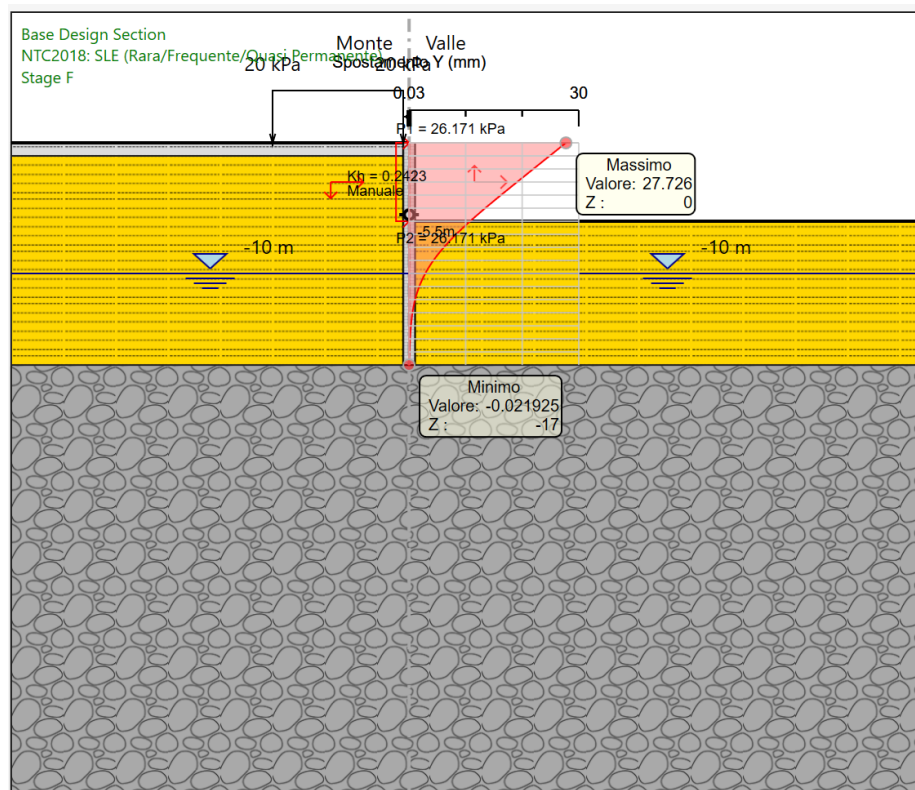 Base Design Section
NTC2018: SLE (Rara/Frequente/Quasi Permanente)
Stage F
Monte
Valle
20 kPa
20 kPa
Spostamento Y (mm)
0.03
30
P1 = 26.171 kPa
Kh = 0.2423
Manuale
Massimo
Valore: 27.726
Z : 0
-5.5m
P2 = 26.171 kPa
-10 m
-10 m
Minimo
Valore: -0.021925
Z : -17